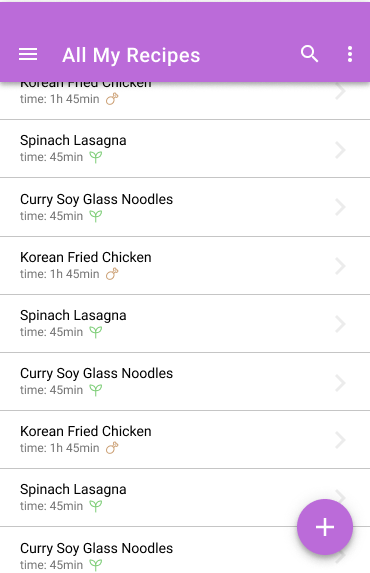 All My Recipes
Korean Fried Chicken
time: 1h 45min
Spinach Lasagna
time: 45min
Curry Soy Glass Noodles
time: 45min
Korean Fried Chicken
time: 1h 45min
Spinach Lasagna
time: 45min
Curry Soy Glass Noodles
time: 45min
Korean Fried Chicken
time: 1h 45min
Spinach Lasagna
time: 45min
Curry Soy Glass Noodles
time: 45min